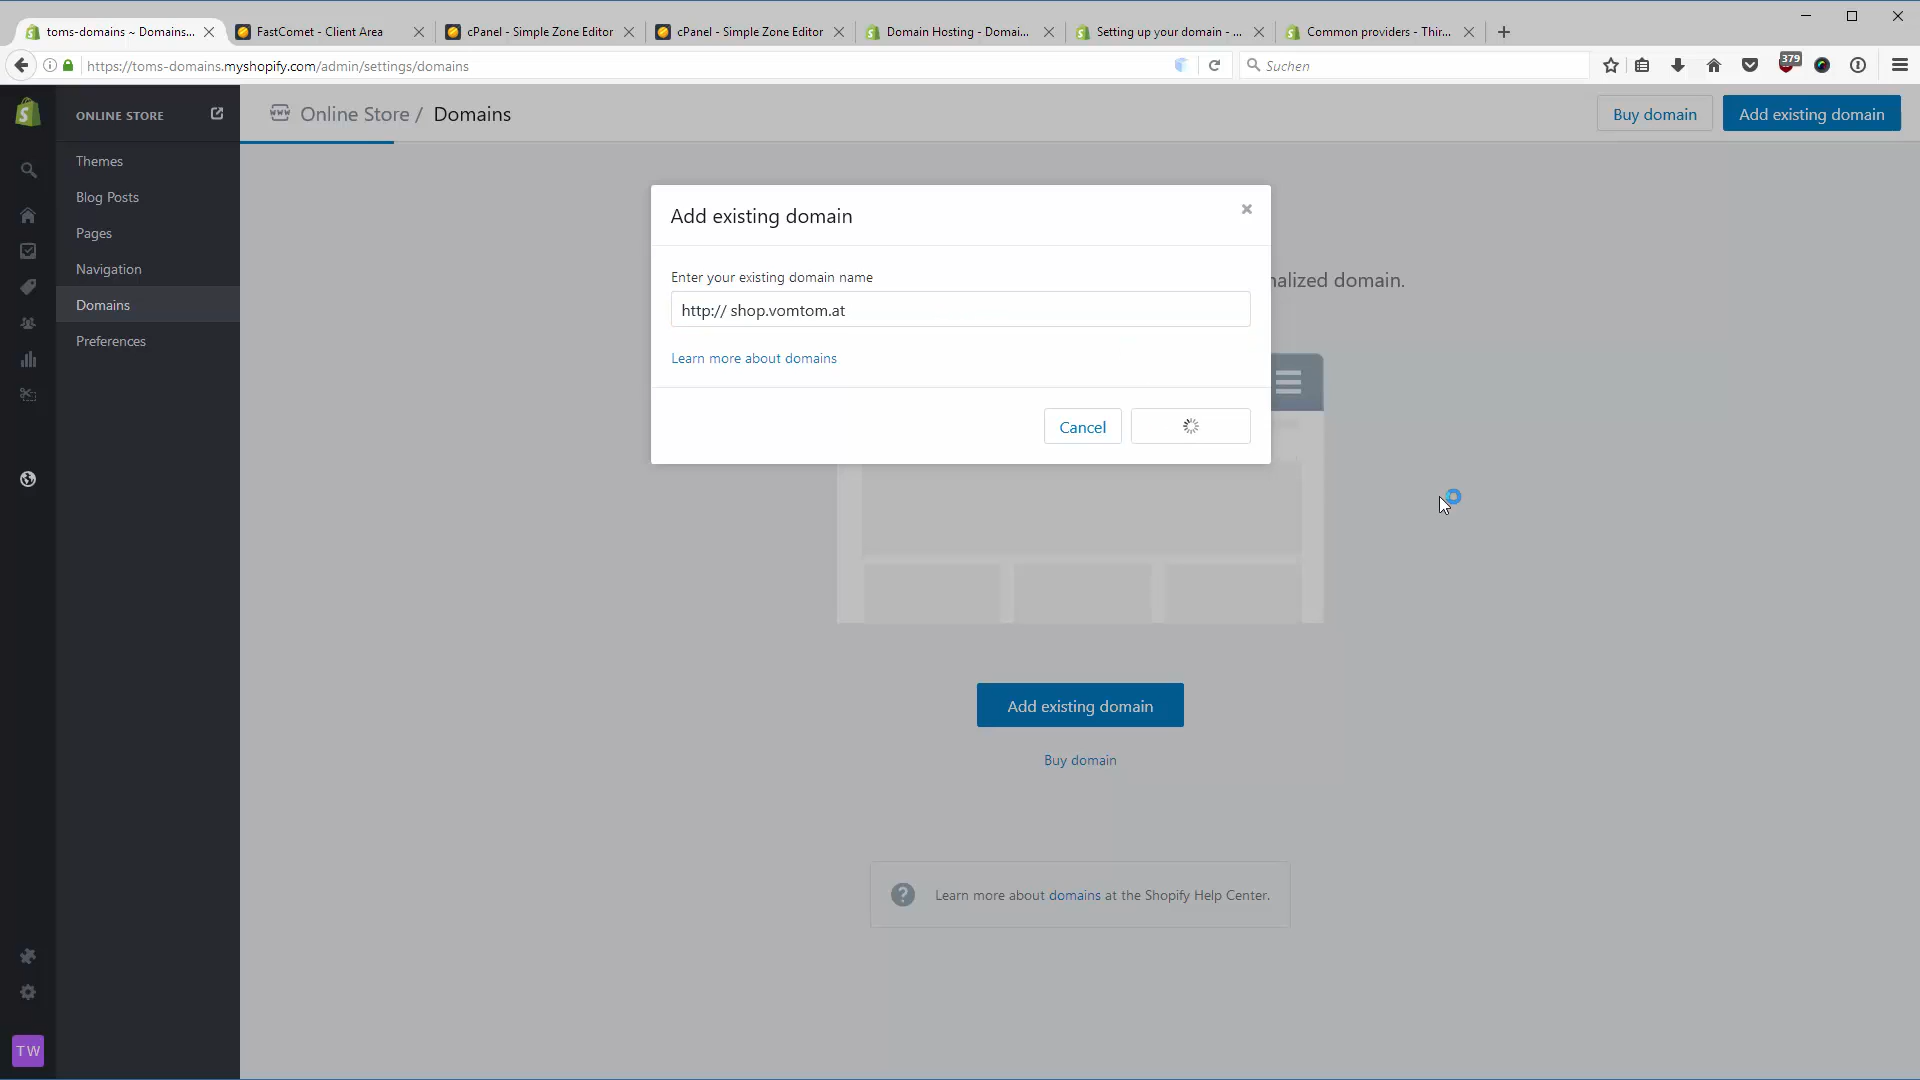 toms-domains ~ Domains...
FastComet - Client Area
cPanel - Simple Zone Editor
cPanel - Simple Zone Editor
Domain Hosting - Domai...
Setting up your domain - ...
Common providers - Thir...
https://toms-domains.myshopify.com/admin/settings/domains
Suchen
379
ONLINE STORE
Online Store / Domains
Buy domain
Add existing domain
Themes
Blog Posts
Pages
Navigation
Domains
Preferences
Add existing domain
Enter your existing domain name
http:// shop.vomtom.at
Learn more about domains
Cancel
nalized domain.
Add existing domain
Buy domain
Learn more about domains at the Shopify Help Center.
TW